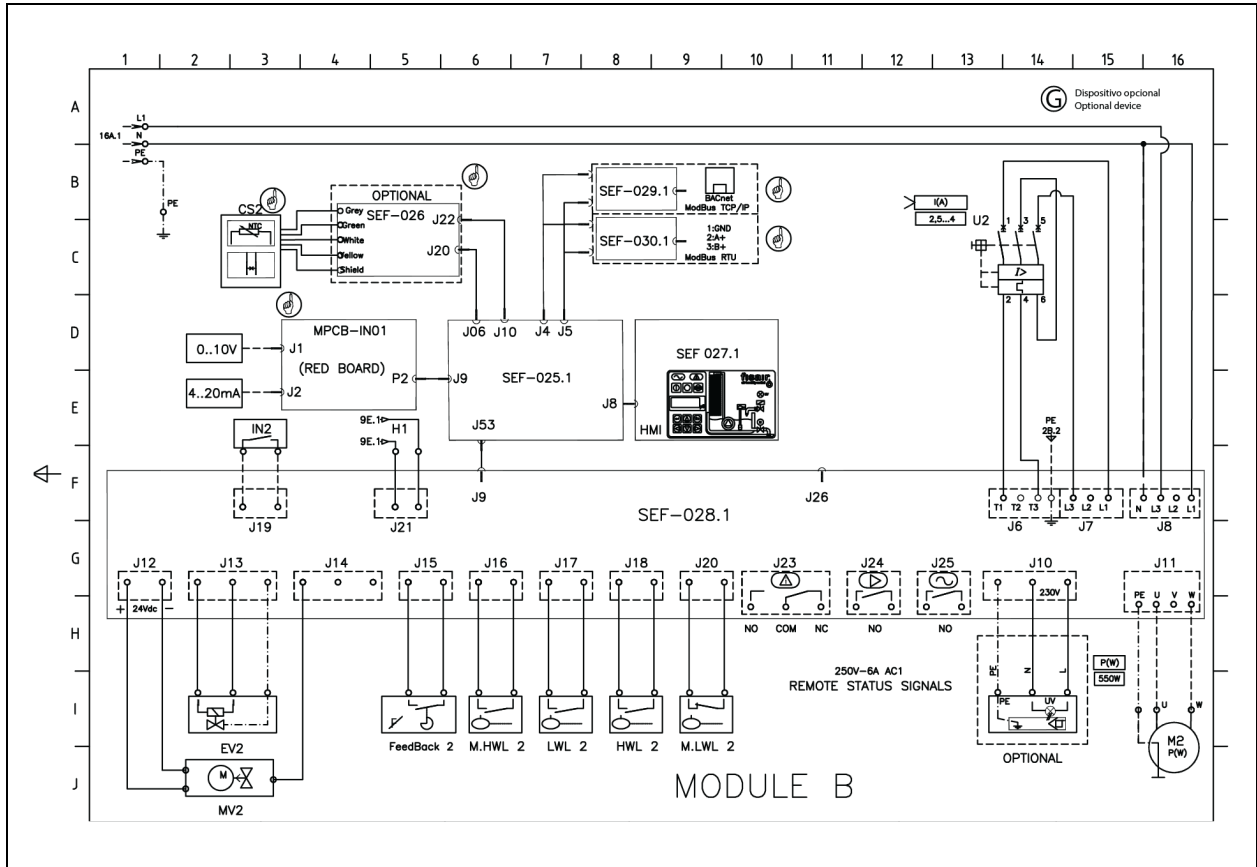 1 2 3 4 5 6 7 8 9 10 11 12 13 14 15 16
A
B
C
D
E
F
G
H
I
J
G Dispositivo opcional
Optional device
L1
16A.1 N
PE
PE
CS2
NTC
OPTIONAL
SEF-026
Grey
Green
White
Yellow
Shield
J22
J20
SEF-029.1
BACnet
ModBus TCP/IP
SEF-030.1
1:GND
2:A+
3:B+
ModBus RTU
I(A)
2,5...4
U2
1 3 5
I>
2 4 6
0..10V
4..20mA
MPCB-IN01
(RED BOARD)
J1
J2
P2
J06 J10 J4 J5
J9
SEF-025.1
J8
J53
SEF 027.1
fisair
HMI
IN2
9E.1
9E.1
H1
PE
2B.2
J19
J21
J9
J26
SEF-028.1
T1 T2 T3
J6
L3 L2 L1
J7
N L3 L2 L1
J8
J12
+ 24Vdc -
J13
J14
J15
J16
J17
J18
J20
J23
NO COM NC
J24
NO
J25
NO
J10
230V
J11
PE U V W
250V-6A AC1
REMOTE STATUS SIGNALS
PE N L
P(W)
550W
PE
UV
OPTIONAL
U W
M2
P(W)
EV2
M
MV2
FeedBack 2
M.HWL 2
LWL 2
HWL 2
M.LWL 2
MODULE B